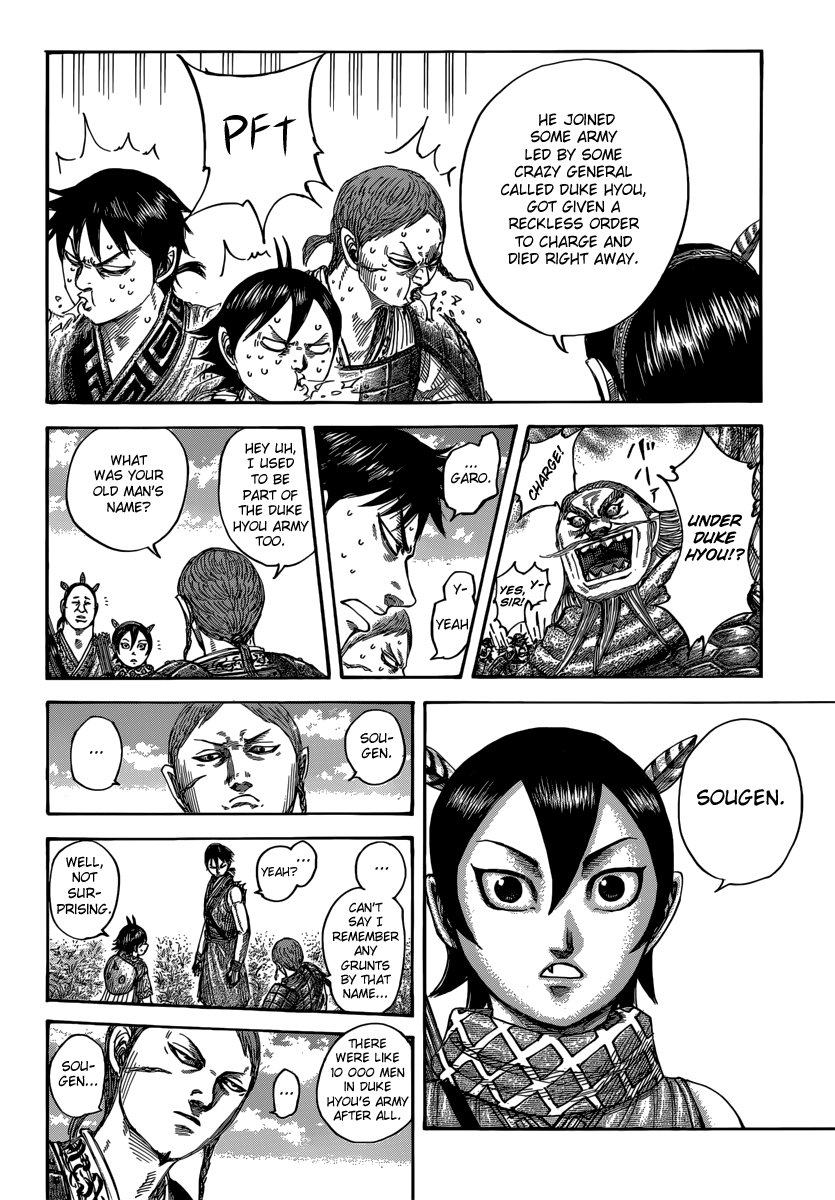 HE JOINED
SOME ARMY
LED BY SOME
CRAZY GENERAL
CALLED DUKE HYOU,
GOT GIVEN A
RECKLESS ORDER
TO CHARGE AND
DIED RIGHT AWAY.
PFT
UNDER
DUKE
HYOU!?
CHARGE!
Y-
YES,
SIR!
...
GARO.
Y-
YEAH
HEY UH,
I USED
TO BE
PART OF
THE DUKE
HYOU ARMY
TOO.
WHAT
WAS YOUR
OLD MAN'S
NAME?
SOUGEN.
SOU-
GEN.
...
...
CAN'T
SAY I
REMEMBER
ANY
GRUNTS
BY THAT
NAME...
...
YEAH?
WELL,
NOT
SUR-
PRISING.
THERE
WERE LIKE
10 000 MEN
IN DUKE
HYOU'S ARMY
AFTER ALL.
...
SOU-
GEN...